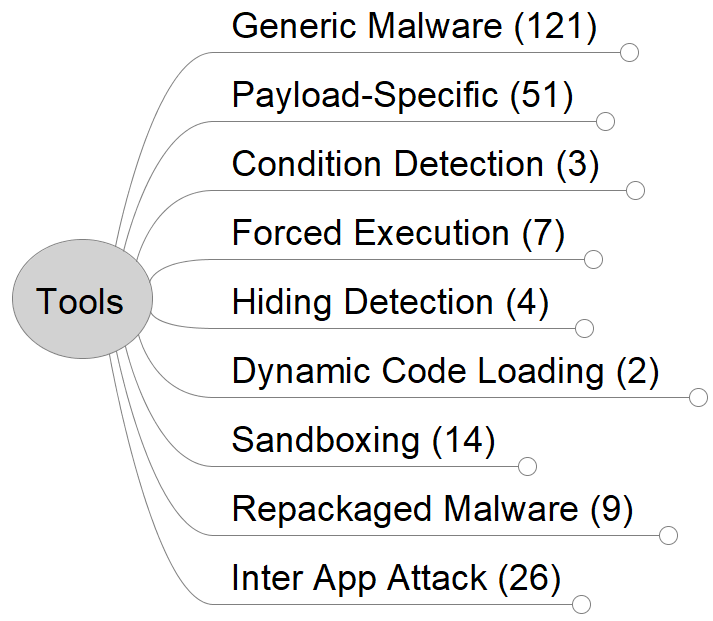 Generic Malware (121)
Payload-Specific (51)
Condition Detection (3)
Forced Execution (7)
Tools
Hiding Detection (4)
Dynamic Code Loading (2)
Sandboxing (14)
Repackaged Malware (9)
Inter App Attack (26)